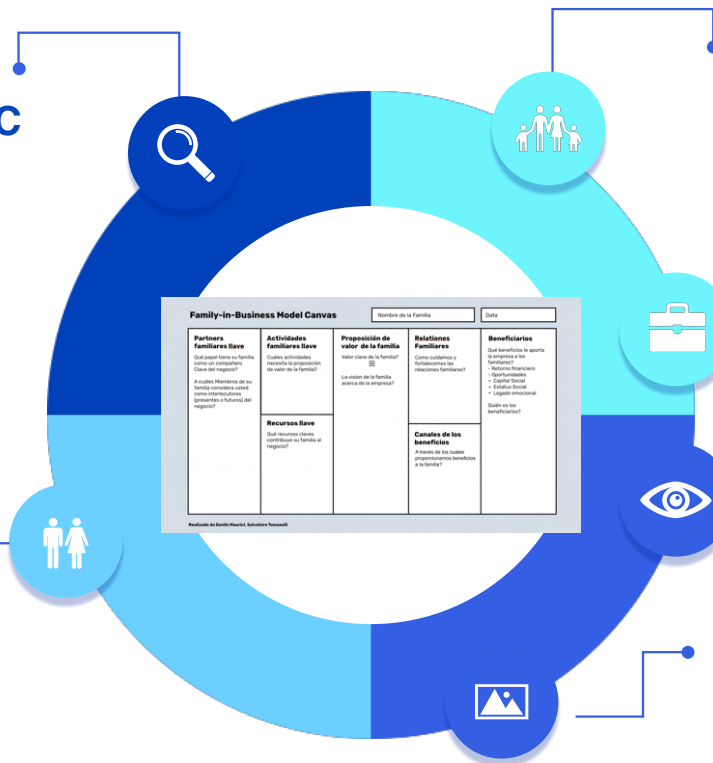 C
Family-in-Business Model Canvas
Nombre de la Familia
Data
Partners
familiares llave
Qué papel tiene su familia
como un compañero
Clave del negocio?
A cuáles Miembros de su
familia considera usted
como interlocutores
(presentes o futuros) del
negocio?
Actividades
familiares llave
Cuales actividades
necesita la proposición
de valor de la familia?
Recursos llave
Qué recursos claves
contribuye su familia al
negocio?
Proposición de
valor de la familia
Valor clave de la familia?
La vision de la familia
acerca de la empresa?
Relationes
Familiares
Como cuidamos y
fortalecemos las
relaciones familiares?
Canales de los
beneficios
A través de los cuales
proporcionamos beneficios
a la familia?
Beneficiarios
Qué beneficios le aporta
la empresa a los
familiares?
- Retorno financiero
- Oportunidades
- Capital Social
- Estatus Social
- Legado emocional
Quién es los
beneficiarios?
Realizado da Danilo Maurici, Salvatore Tomaselli